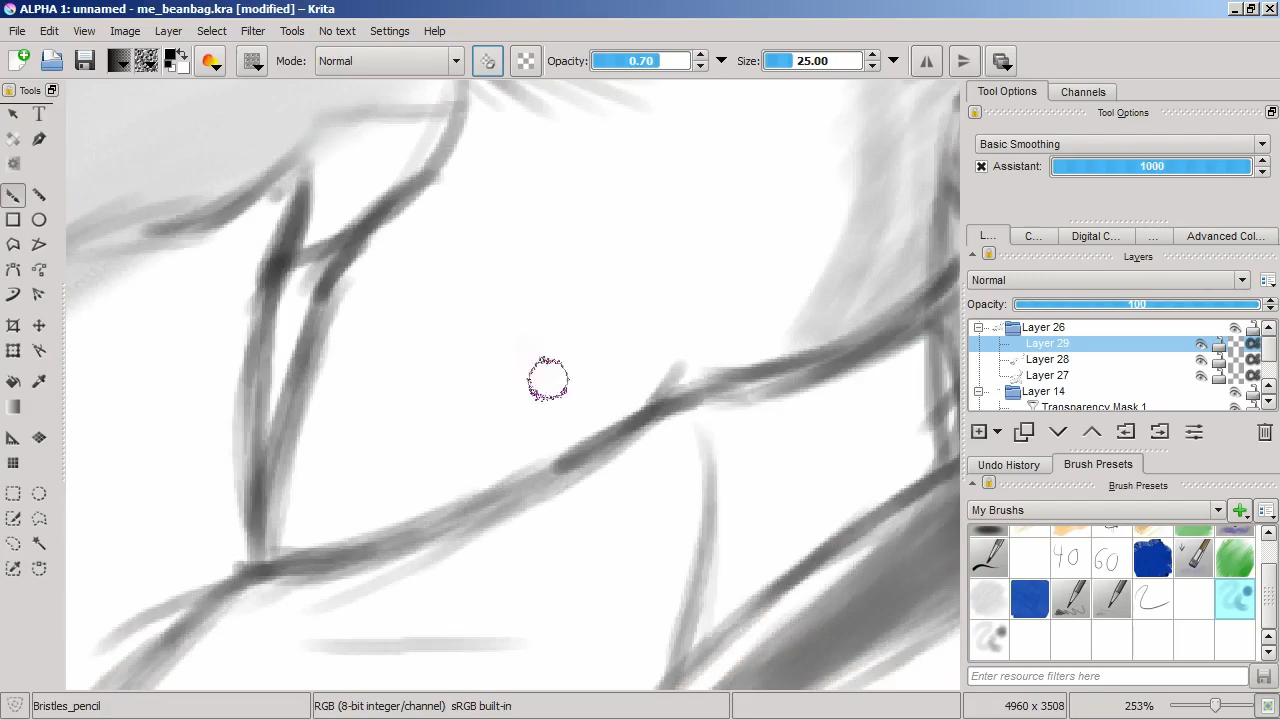 ALPHA 1: unnamed - me_beanbag.kra [modified] – Krita
File Edit View Image Layer Select Filter Tools No text Settings Help
Mode: Normal Opacity: 0.70 Size: 25.00
Tools
Tool Options Channels
Tool Options
Basic Smoothing
Assistant: 1000
L... C... Digital C... ... Advanced Col...
Layers
Normal
Opacity: 100
Layer 26
Layer 29
Layer 28
Layer 27
Layer 14
Transparency Mask 1
Undo History Brush Presets
Brush Presets
My Brushes
40 60
Enter resource filters here
Bristles_pencil RGB (8-bit integer/channel) sRGB built-in 4960 x 3508 253%